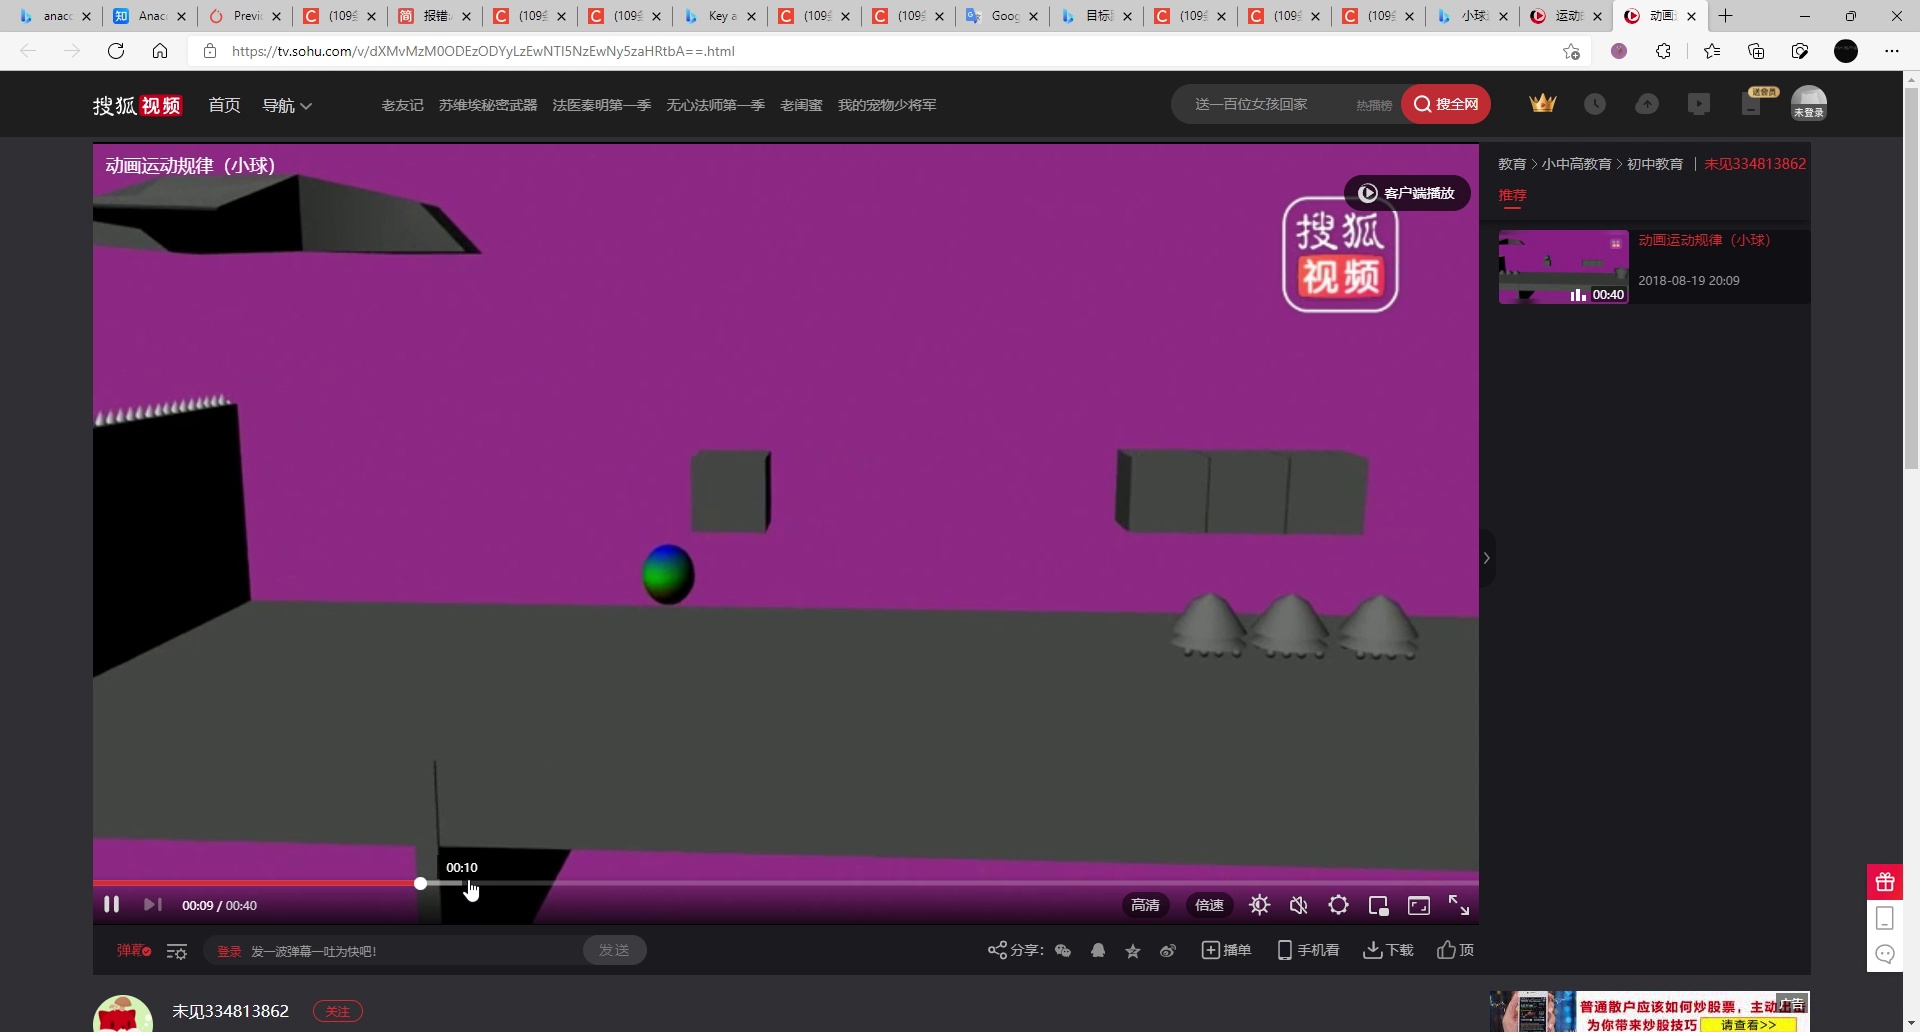 anacc
Anac
Previc
(109
报错:
(109
(109
Key a
(109
(109
Goog
目标
(109
(109
(109
小球
运动
动画
https://tv.sohu.com/v/dXMvMzM0ODEzODYyLzEwNTI5NzEwNy5zaHRtbA==.html
搜狐视频
首页
导航
老友记
苏维埃秘密武器
法医秦明第一季
无心法师第一季
老闺蜜
我的宠物少将军
送一百位女孩回家
热播榜
搜全网
送会员
未登录
动画运动规律（小球）
客户端播放
搜狐
视频
教育 > 小中高教育 > 初中教育 | 未见334813862
推荐
动画运动规律（小球）
2018-08-19 20:09
00:40
00:10
00:09 / 00:40
高清
倍速
弹幕
登录 发一波弹幕一吐为快吧!
发送
分享:
播单
手机看
下载
顶
未见334813862
关注
普通散户应该如何炒股票，主动出
广告
为你带来炒股技巧
请查看>>